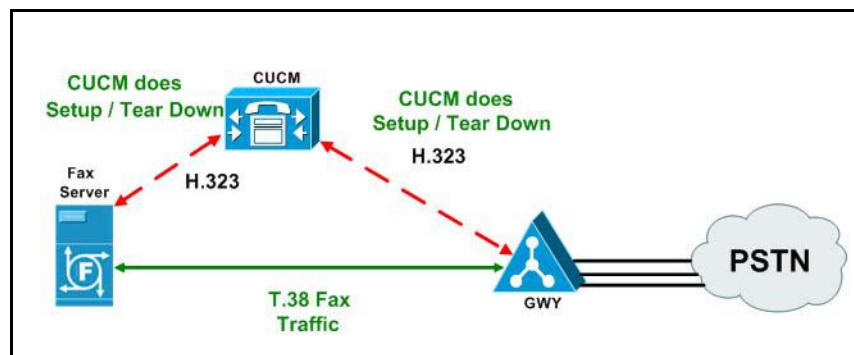 CUCM does
Setup / Tear Down
CUCM
CUCM does
Setup / Tear Down
H.323
H.323
Fax
Server
F
T.38 Fax
Traffic
GWY
PSTN